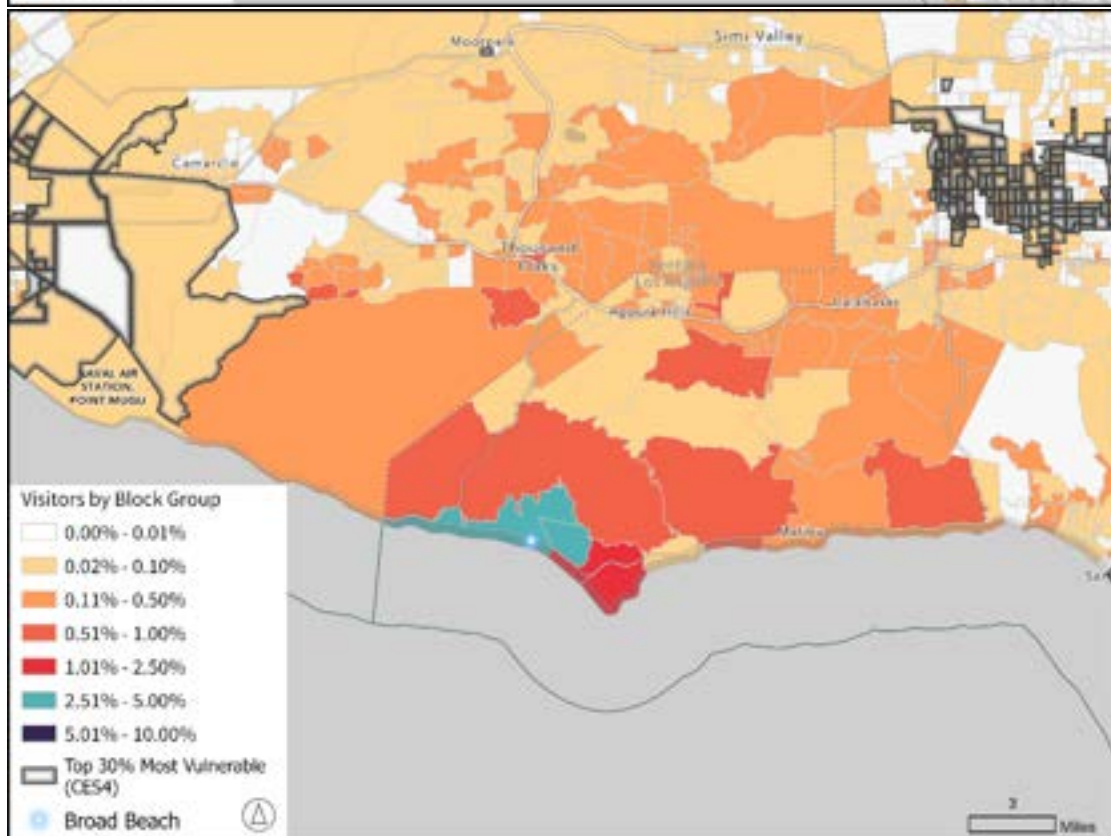 Moorpark
Simi Valley
Camarillo
Thousand
Oaks
Agoura Hills
Calabasas
NAVAL AIR
STATION,
POINT MUGU
Malibu
Visitors by Block Group
0.00% - 0.01%
0.02% - 0.10%
0.11% - 0.50%
0.51% - 1.00%
1.01% - 2.50%
2.51% - 5.00%
5.01% - 10.00%
Top 30% Most Vulnerable
(CES4)
Broad Beach
3
Miles